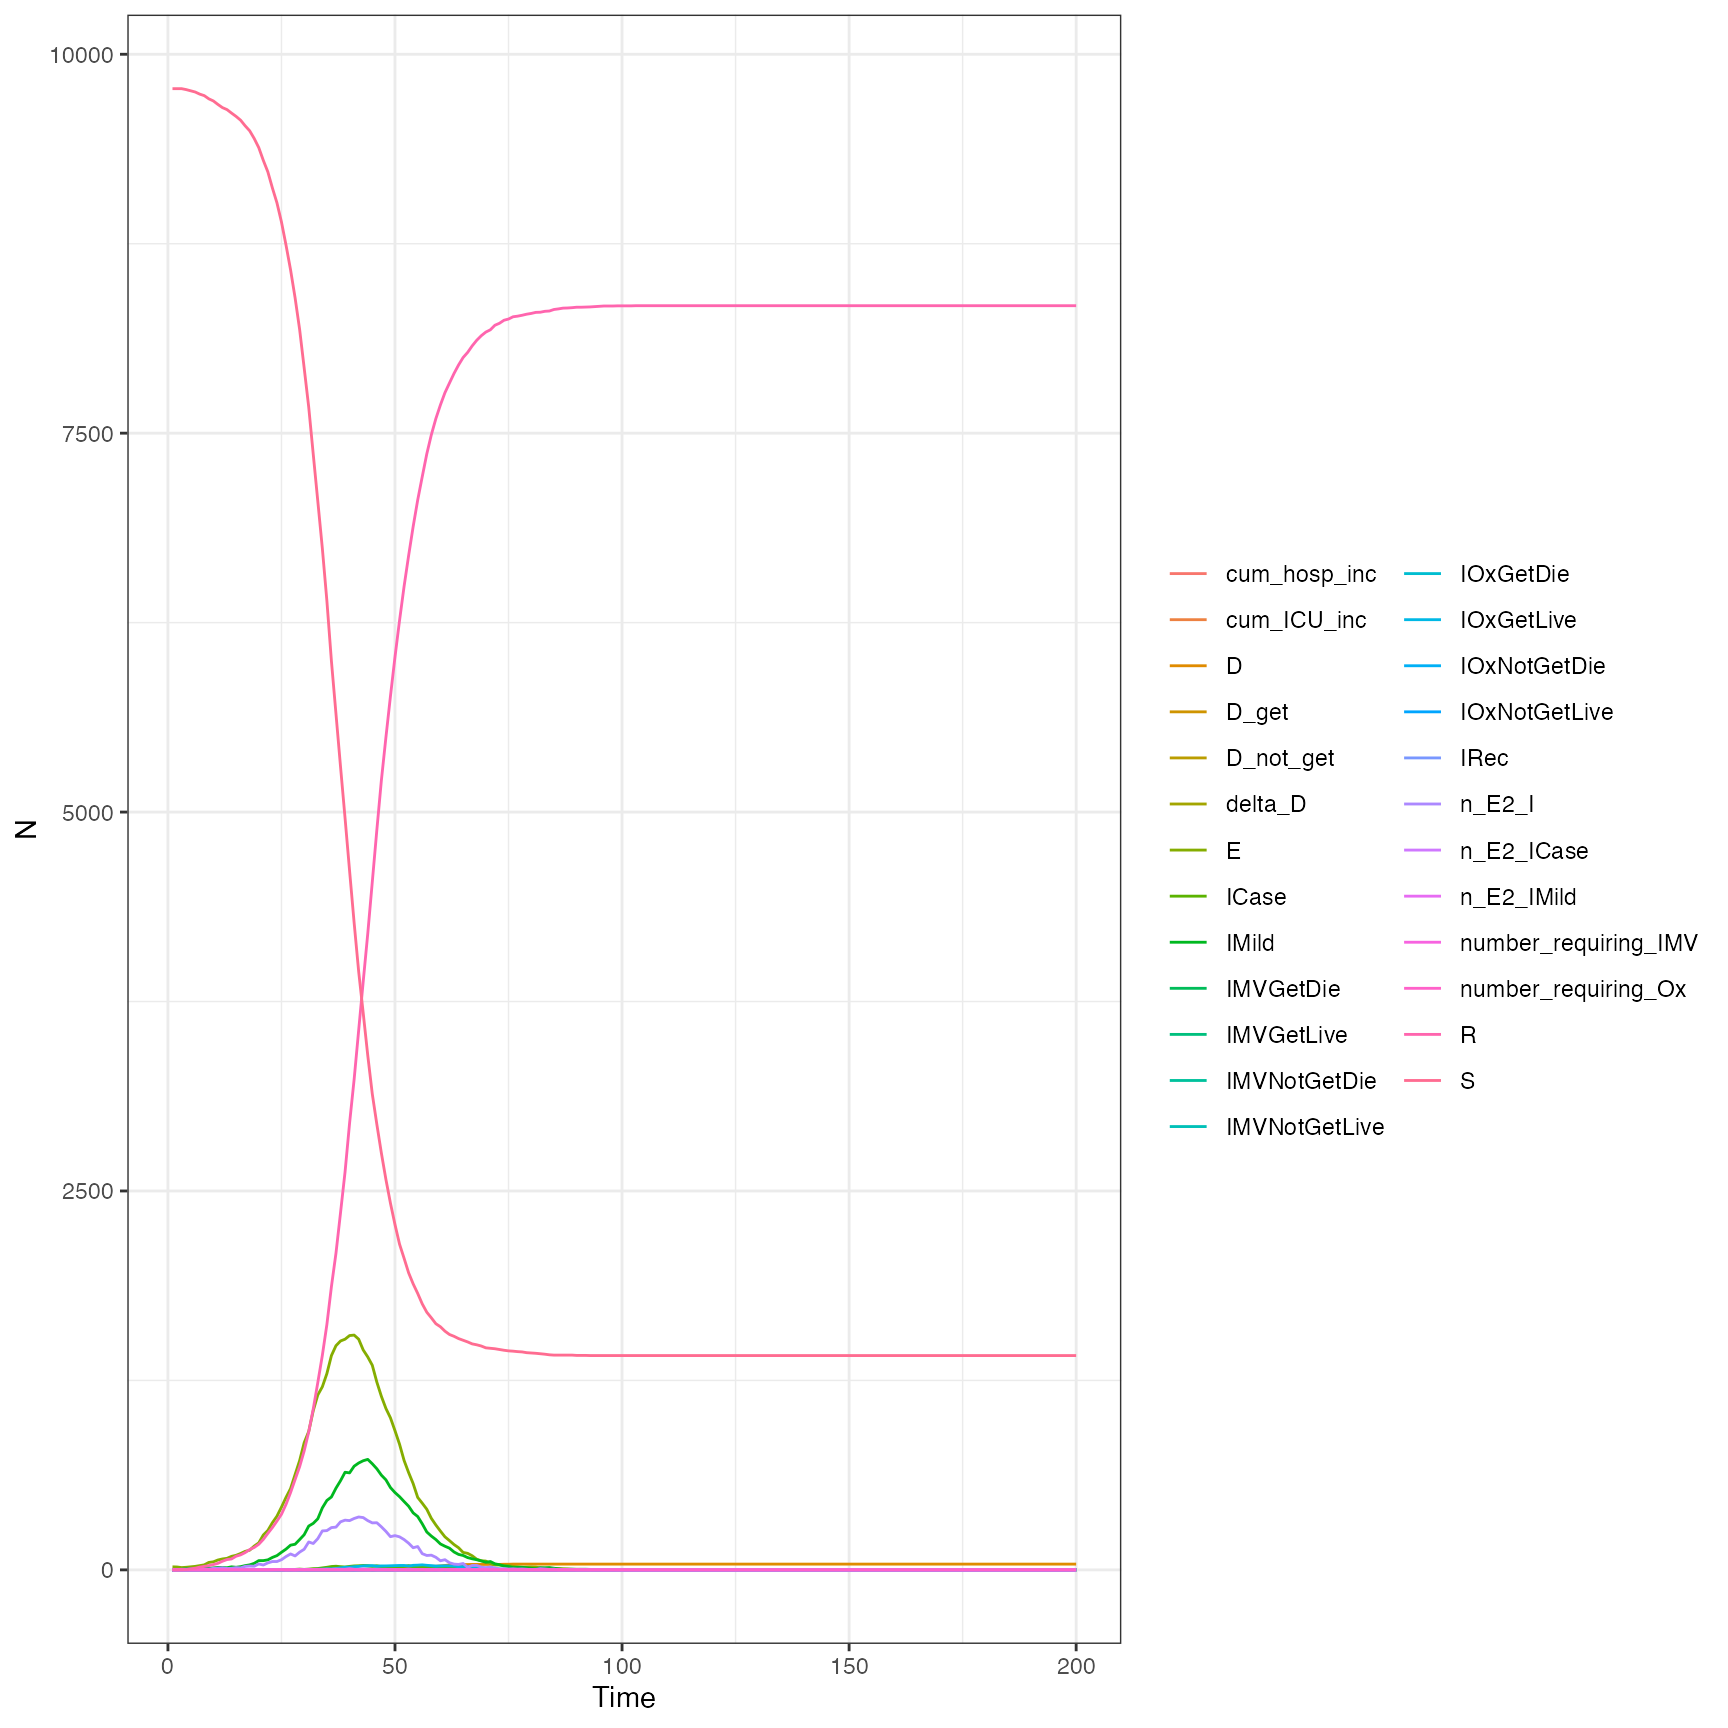 10000
7500
5000
2500
0
N
0 50 100 150 200
Time
cum_hosp_inc
cum_ICU_inc
D
D_get
D_not_get
delta_D
E
ICase
IMild
IMVGetDie
IMVGetLive
IMVNotGetDie
IMVNotGetLive
IOxGetDie
IOxGetLive
IOxNotGetDie
IOxNotGetLive
IRec
n_E2_I
n_E2_ICase
n_E2_IMild
number_requiring_IMV
number_requiring_Ox
R
S